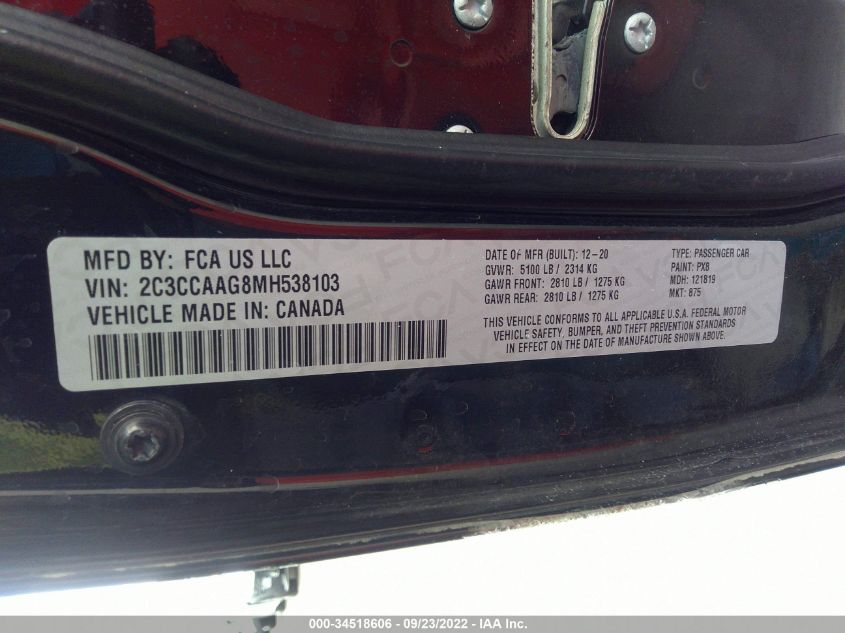 MFD BY: FCA US LLC
VIN: 2C3CCAAG8MH538103
VEHICLE MADE IN: CANADA
DATE OF MFR (BUILT): 12-20
GVWR: 5100 LB / 2314 KG
GAWR FRONT: 2810 LB / 1275 KG
GAWR REAR: 2810 LB / 1275 KG
TYPE: PASSENGER CAR
PAINT: PX8
MDH: 121819
MKT: 875
THIS VEHICLE CONFORMS TO ALL APPLICABLE U.S.A. FEDERAL MOTOR
VEHICLE SAFETY, BUMPER, AND THEFT PREVENTION STANDARDS
IN EFFECT ON THE DATE OF MANUFACTURE SHOWN ABOVE.
000-34518606 - 09/23/2022 - IAA Inc.